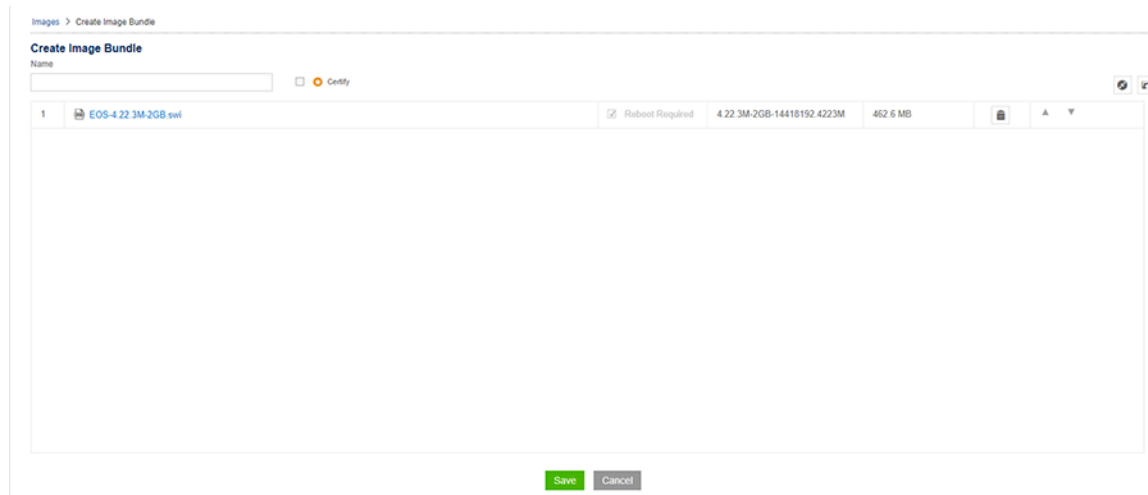 Images > Create Image Bundle
Create Image Bundle
Name
Certify
1 EOS-4.22.3M-2GB.swi Reboot Required 4.22.3M-2GB-14418192.4223M 462.6 MB
Save Cancel